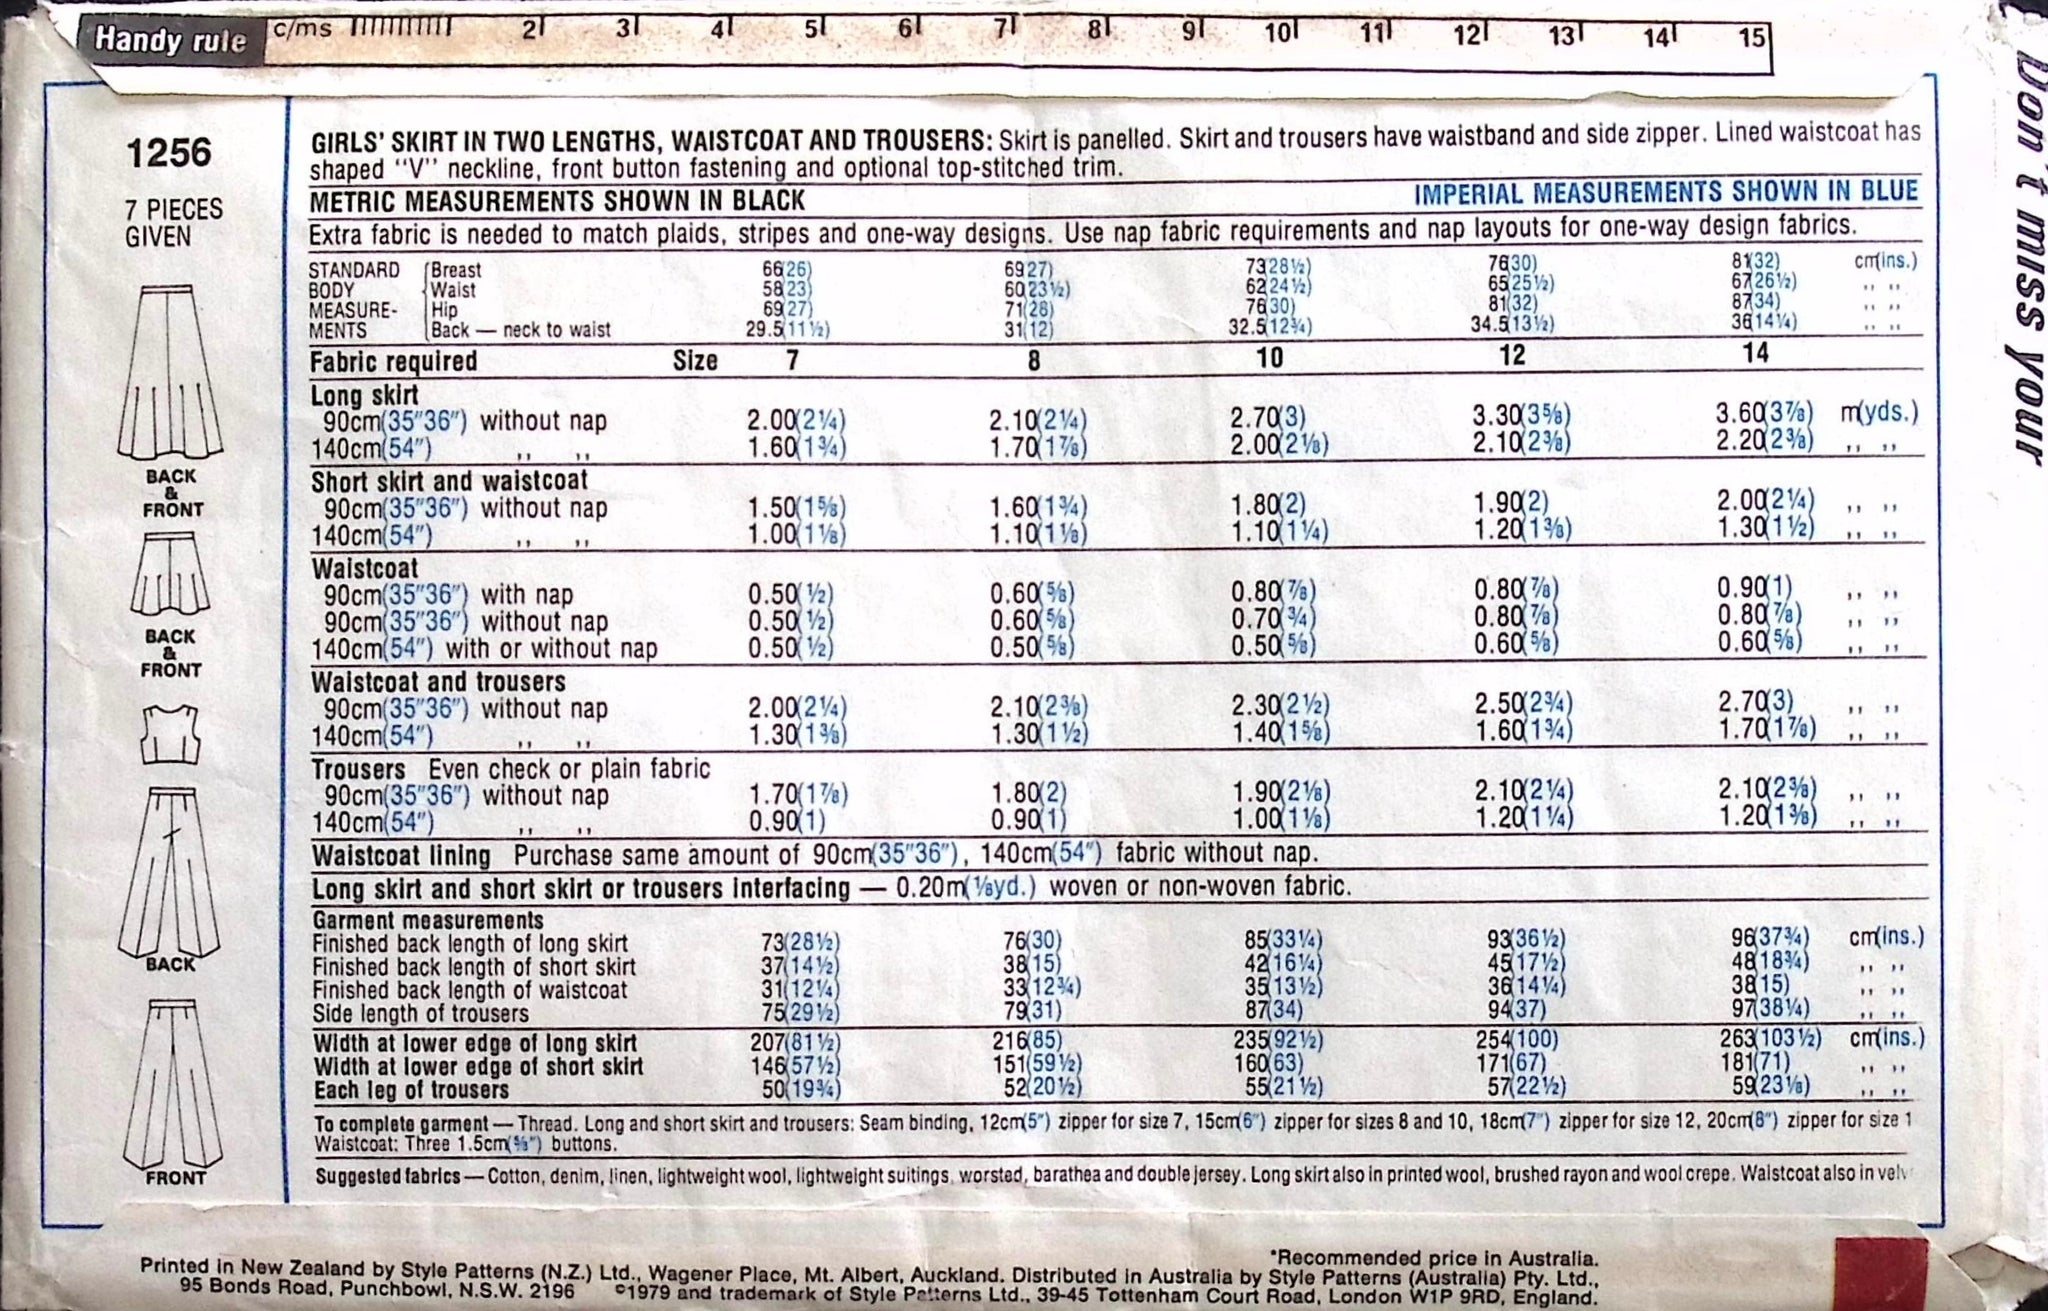 Handy rule c/ms 2 3 4 5 6 7 8 9 10 11 12 13 14 15
Don't miss your
1256
7 PIECES
GIVEN
BACK
&
FRONT
BACK
&
FRONT
BACK
FRONT
GIRLS' SKIRT IN TWO LENGTHS, WAISTCOAT AND TROUSERS: Skirt is panelled. Skirt and trousers have waistband and side zipper. Lined waistcoat has
shaped "V" neckline, front button fastening and optional top-stitched trim.
METRIC MEASUREMENTS SHOWN IN BLACK IMPERIAL MEASUREMENTS SHOWN IN BLUE
Extra fabric is needed to match plaids, stripes and one-way designs. Use nap fabric requirements and nap layouts for one-way design fabrics.
STANDARD Breast 66(26) 69(27) 73(28½) 76(30) 81(32) cm(ins.)
BODY Waist 58(23) 60(23½) 62(24½) 65(25½) 67(26½) ,, ,,
MEASURE- Hip 69(27) 71(28) 76(30) 81(32) 87(34) ,, ,,
MENTS Back — neck to waist 29.5(11½) 31(12) 32.5(12¾) 34.5(13½) 36(14¼) ,, ,,
Fabric required Size 7 8 10 12 14
Long skirt
90cm(35"36") without nap 2.00(2¼) 2.10(2¼) 2.70(3) 3.30(3⅝) 3.60(3⅞) m(yds.)
140cm(54") ,, ,, 1.60(1¾) 1.70(1⅞) 2.00(2⅛) 2.10(2⅜) 2.20(2⅜) ,, ,,
Short skirt and waistcoat
90cm(35"36") without nap 1.50(1⅝) 1.60(1¾) 1.80(2) 1.90(2) 2.00(2¼) ,, ,,
140cm(54") ,, ,, 1.00(1⅛) 1.10(1⅛) 1.10(1¼) 1.20(1⅜) 1.30(1½) ,, ,,
Waistcoat
90cm(35"36") with nap 0.50(½) 0.60(⅝) 0.80(⅞) 0.80(⅞) 0.90(1) ,, ,,
90cm(35"36") without nap 0.50(½) 0.60(⅝) 0.70(¾) 0.80(⅞) 0.80(⅞) ,, ,,
140cm(54") with or without nap 0.50(½) 0.50(⅝) 0.50(⅝) 0.60(⅝) 0.60(⅝) ,, ,,
Waistcoat and trousers
90cm(35"36") without nap 2.00(2¼) 2.10(2⅜) 2.30(2½) 2.50(2¾) 2.70(3) ,, ,,
140cm(54") ,, ,, 1.30(1⅜) 1.30(1½) 1.40(1⅝) 1.60(1¾) 1.70(1⅞) ,, ,,
Trousers Even check or plain fabric
90cm(35"36") without nap 1.70(1⅞) 1.80(2) 1.90(2⅛) 2.10(2¼) 2.10(2⅜) ,, ,,
140cm(54") ,, ,, 0.90(1) 0.90(1) 1.00(1⅛) 1.20(1¼) 1.20(1⅜) ,, ,,
Waistcoat lining Purchase same amount of 90cm(35"36"), 140cm(54") fabric without nap.
Long skirt and short skirt or trousers interfacing — 0.20m(⅛yd.) woven or non-woven fabric.
Garment measurements
Finished back length of long skirt 73(28½) 76(30) 85(33¼) 93(36½) 96(37¾) cm(ins.)
Finished back length of short skirt 37(14½) 38(15) 42(16¼) 45(17½) 48(18¾) ,, ,,
Finished back length of waistcoat 31(12¼) 33(12¾) 35(13½) 36(14¼) 38(15) ,, ,,
Side length of trousers 75(29½) 79(31) 87(34) 94(37) 97(38¼) ,, ,,
Width at lower edge of long skirt 207(81½) 216(85) 235(92½) 254(100) 263(103½) cm(ins.)
Width at lower edge of short skirt 146(57½) 151(59½) 160(63) 171(67) 181(71) ,, ,,
Each leg of trousers 50(19¾) 52(20½) 55(21½) 57(22½) 59(23⅛) ,, ,,
To complete garment — Thread. Long and short skirt and trousers: Seam binding, 12cm(5") zipper for size 7, 15cm(6") zipper for sizes 8 and 10, 18cm(7") zipper for size 12, 20cm(8") zipper for size 1
Waistcoat: Three 1.5cm(⅝") buttons.
Suggested fabrics — Cotton, denim, linen, lightweight wool, lightweight suitings, worsted, barathea and double jersey. Long skirt also in printed wool, brushed rayon and wool crepe. Waistcoat also in velv
*Recommended price in Australia.
Printed in New Zealand by Style Patterns (N.Z.) Ltd., Wagener Place, Mt. Albert, Auckland. Distributed in Australia by Style Patterns (Australia) Pty. Ltd.,
95 Bonds Road, Punchbowl, N.S.W. 2196 ©1979 and trademark of Style Patterns Ltd., 39-45 Tottenham Court Road, London W1P 9RD, England.